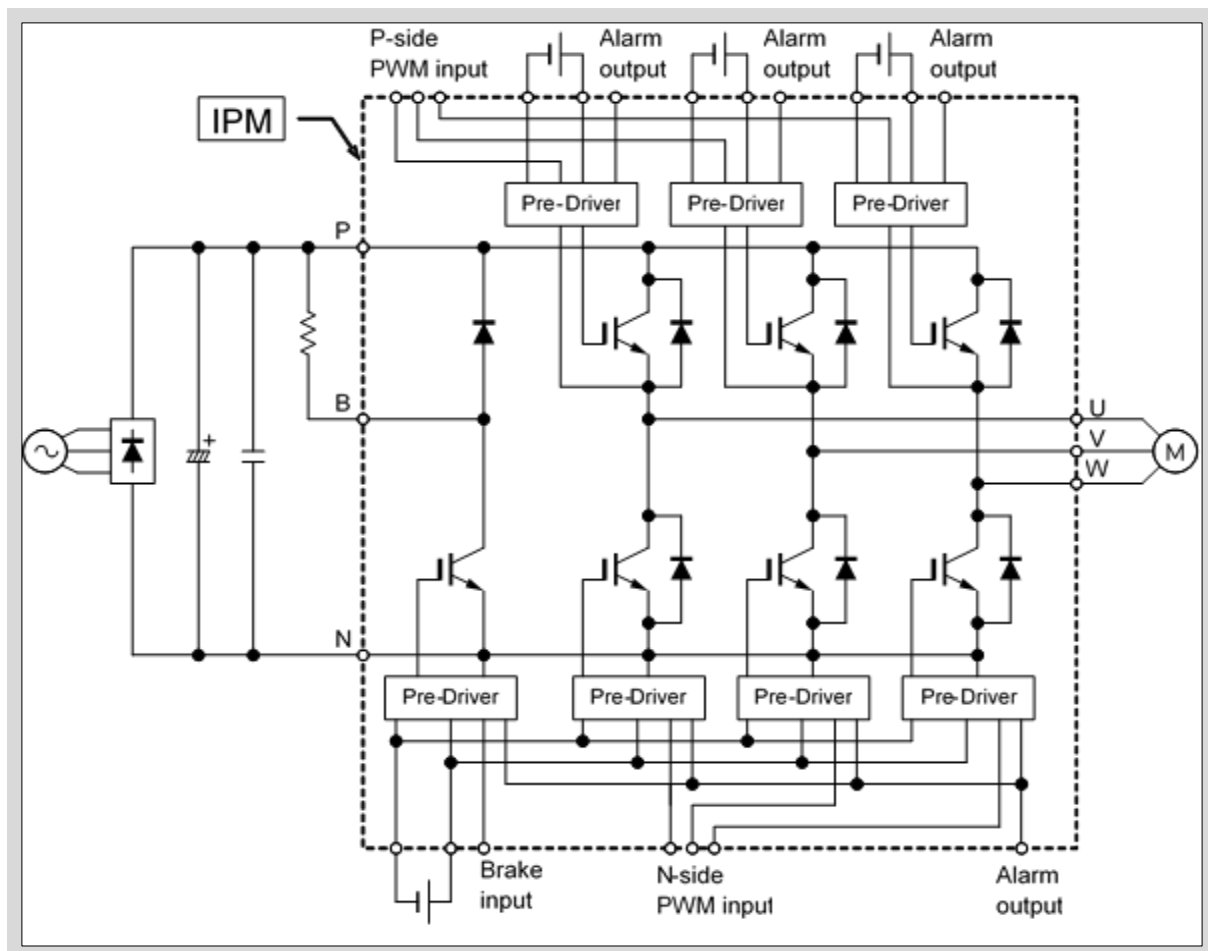 P-side
PWM input
Alarm
output
Alarm
output
Alarm
output
IPM
Pre-Driver
Pre-Driver
Pre-Driver
P
B
U
V
W
M
N
Pre-Driver
Pre-Driver
Pre-Driver
Pre-Driver
Brake
input
N-side
PWM input
Alarm
output